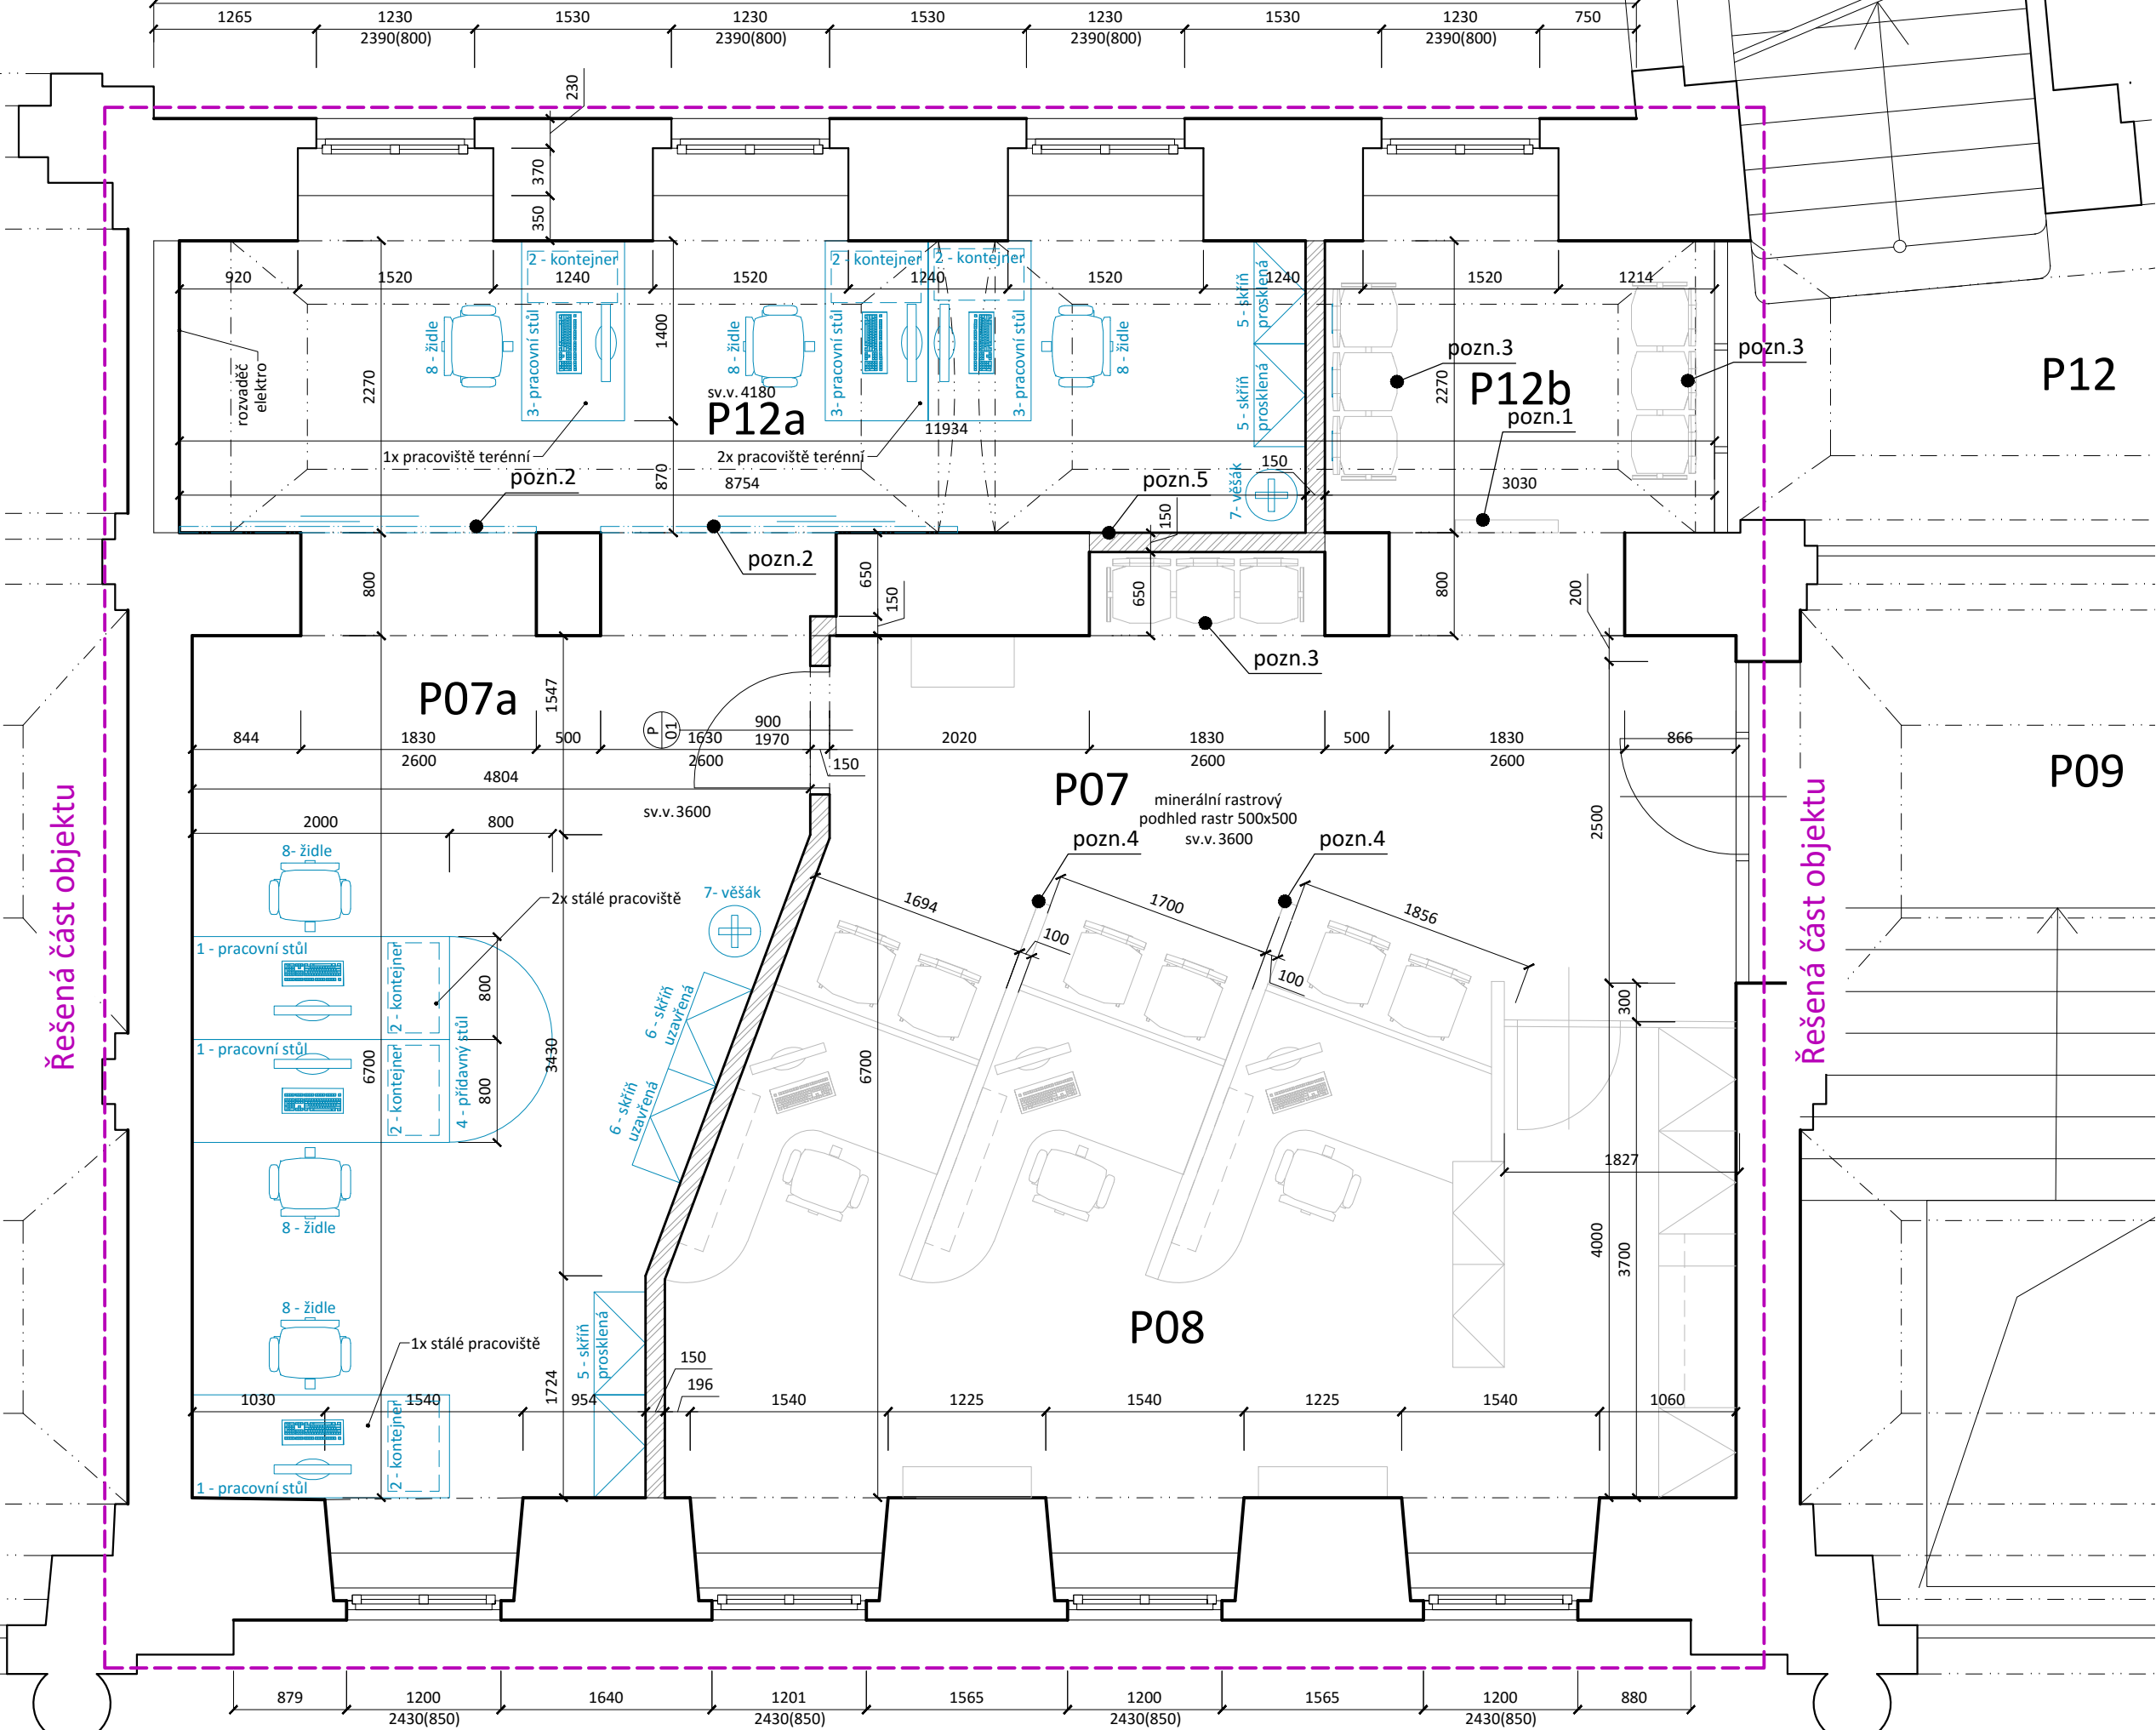 1265 1230 1530 1230 1530 1230 1530 1230 750
2390(800) 2390(800) 2390(800) 2390(800)
230
370
350
2 - kontejner 2 - kontejner 2 - kontejner
920 1520 1240 1520 1240 1520 1240 1520 1214
5 - skříň
prosklená
5 - skříň
prosklená
3- pracovní stůl
3- pracovní stůl
3- pracovní stůl
8 - židle
8 - židle
8 - židle
1400
2270
2270
870
rozvaděč
elektro
pozn.3
pozn.3
P12
sv.v. 4180
P12a
P12b
pozn.1
11934
1x pracoviště terénní
2x pracoviště terénní
pozn.2
8754
150
3030
pozn.5
7- věšák
150
pozn.2
800
650
150
650
800
200
pozn.3
P07a
1547
P
01
900
1970
844 1830 500 1630 2020 1830 500 1830 866
2600 2600 2600 2600
150
4804
P07
P09
minerální rastrový
podhled rastr 500x500
sv.v. 3600
sv.v. 3600
2000 800
2500
pozn.4
pozn.4
8- židle
7- věšák
2x stálé pracoviště
1694
1700
1856
100
100
1 - pracovní stůl
2 - kontejner
800
6 - skříň
uzavřená
300
Řešená část objektu
Řešená část objektu
1 - pracovní stůl
2 - kontejner
4 - přídavný stůl
800
3430
6700
6700
6 - skříň
uzavřená
1827
8 - židle
4000
3700
8 - židle
1x stálé pracoviště
5 - skříň
prosklená
P08
1724
150
196
1030 1540 954 1540 1225 1540 1225 1540 1060
2 - kontejner
1 - pracovní stůl
879 1200 1640 1201 1565 1200 1565 1200 880
2430(850) 2430(850) 2430(850) 2430(850)